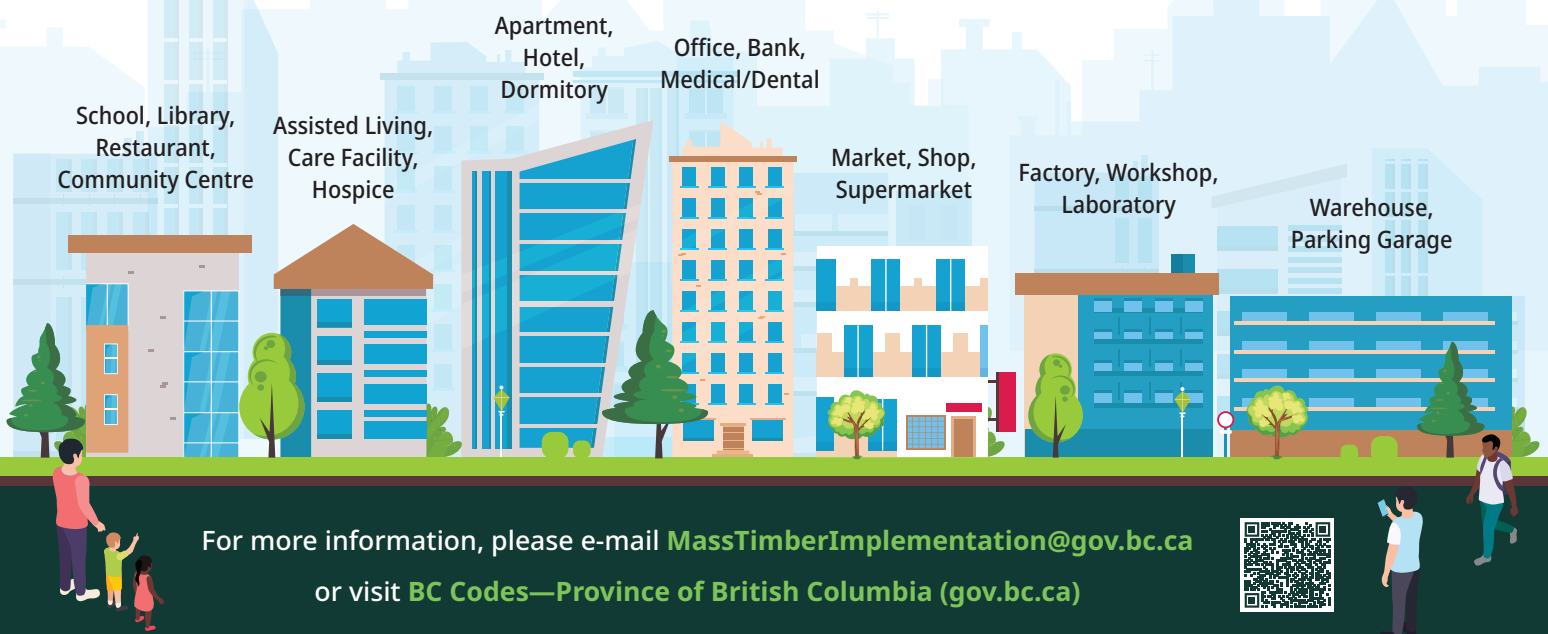 School, Library,
Restaurant,
Community Centre
Assisted Living,
Care Facility,
Hospice
Apartment,
Hotel,
Dormitory
Office, Bank,
Medical/Dental
Market, Shop,
Supermarket
Factory, Workshop,
Laboratory
Warehouse,
Parking Garage
For more information, please e-mail MassTimberImplementation@gov.bc.ca
or visit BC Codes—Province of British Columbia (gov.bc.ca)